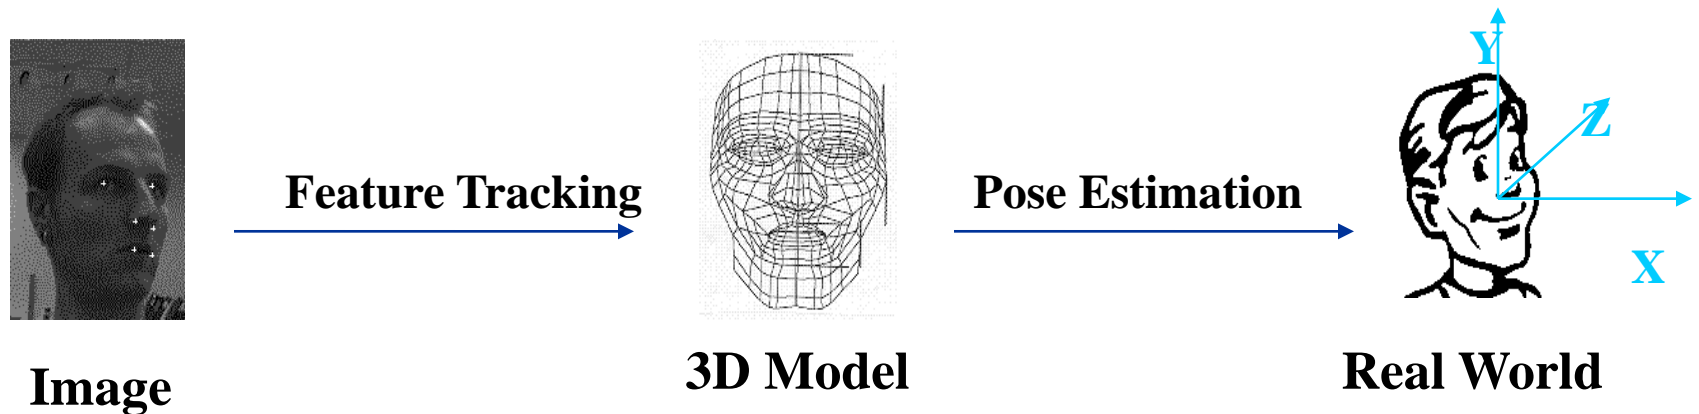 Image
Feature Tracking
3D Model
Pose Estimation
Y
Z
X
Real World